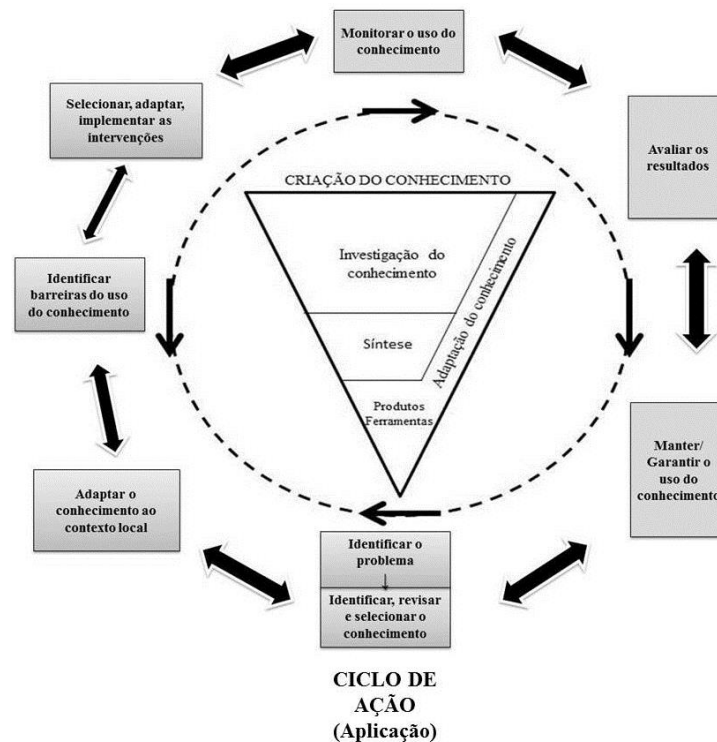 Monitorar o uso do
conhecimento
Selecionar, adaptar,
implementar as
intervenções
Avaliar os
resultados
CRIAÇÃO DO CONHECIMENTO
Investigação do
conhecimento
Adaptação do conhecimento
Identificar
barreiras do uso
do conhecimento
Síntese
Produtos
Ferramentas
Manter/
Garantir o
uso do
conhecimento
Adaptar o
conhecimento ao
contexto local
Identificar o
problema
Identificar, revisar
e selecionar o
conhecimento
CICLO DE
AÇÃO
(Aplicação)